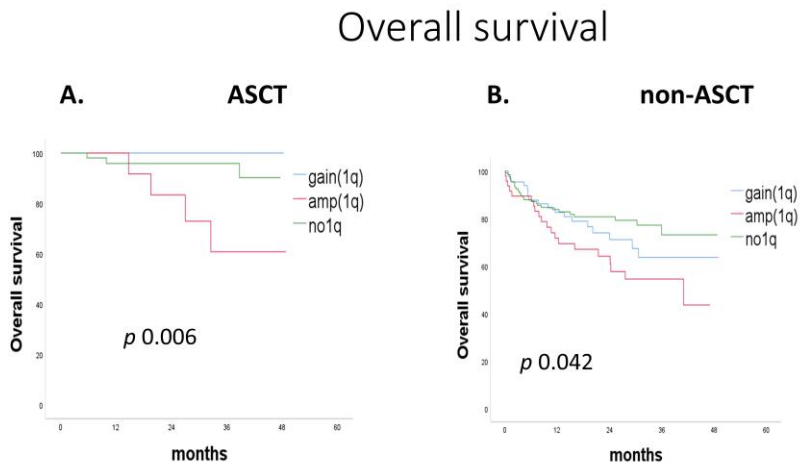 Overall survival
A. ASCT
Overall survival
100
80
60
40
20
0
0 12 24 36 48 60
months
gain(1q)
amp(1q)
no1q
p 0.006
B. non-ASCT
Overall survival
100
80
60
40
20
0
0 12 24 36 48 60
months
gain(1q)
amp(1q)
no1q
p 0.042